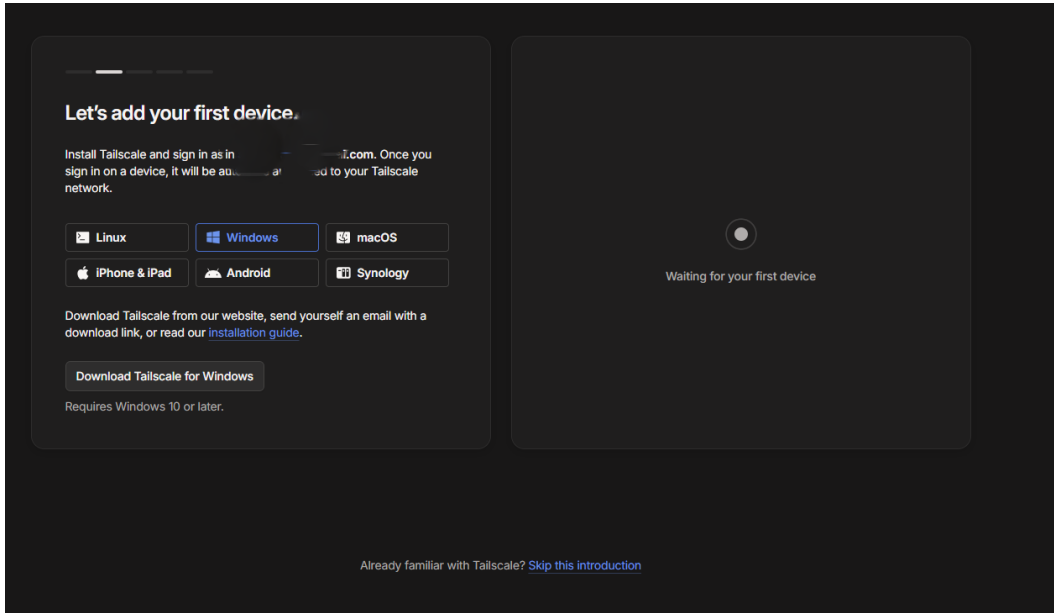 Let's add your first device.
Install Tailscale and sign in as in .com. Once you
sign in on a device, it will be to your Tailscale
network.
Linux
Windows
macOS
iPhone & iPad
Android
Synology
Download Tailscale from our website, send yourself an email with a
download link, or read our installation guide.
Download Tailscale for Windows
Requires Windows 10 or later.
Waiting for your first device
Already familiar with Tailscale? Skip this introduction